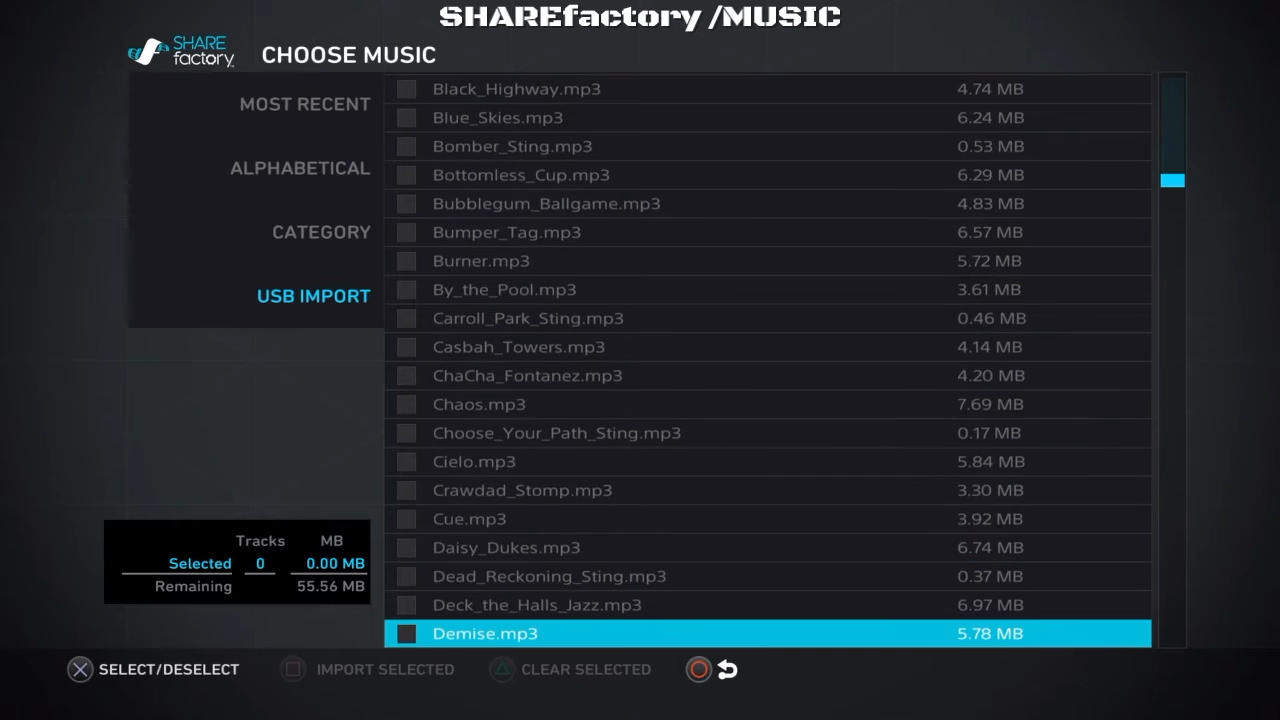 SHAREfactory /MUSIC
SHARE
factory
CHOOSE MUSIC
MOST RECENT
ALPHABETICAL
CATEGORY
USB IMPORT
Black_Highway.mp3 4.74 MB
Blue_Skies.mp3 6.24 MB
Bomber_Sting.mp3 0.53 MB
Bottomless_Cup.mp3 6.29 MB
Bubblegum_Ballgame.mp3 4.83 MB
Bumper_Tag.mp3 6.57 MB
Burner.mp3 5.72 MB
By_the_Pool.mp3 3.61 MB
Carroll_Park_Sting.mp3 0.46 MB
Casbah_Towers.mp3 4.14 MB
ChaCha_Fontanez.mp3 4.20 MB
Chaos.mp3 7.69 MB
Choose_Your_Path_Sting.mp3 0.17 MB
Cielo.mp3 5.84 MB
Crawdad_Stomp.mp3 3.30 MB
Cue.mp3 3.92 MB
Daisy_Dukes.mp3 6.74 MB
Dead_Reckoning_Sting.mp3 0.37 MB
Deck_the_Halls_Jazz.mp3 6.97 MB
Demise.mp3 5.78 MB
Tracks MB
Selected 0 0.00 MB
Remaining 55.56 MB
SELECT/DESELECT IMPORT SELECTED CLEAR SELECTED